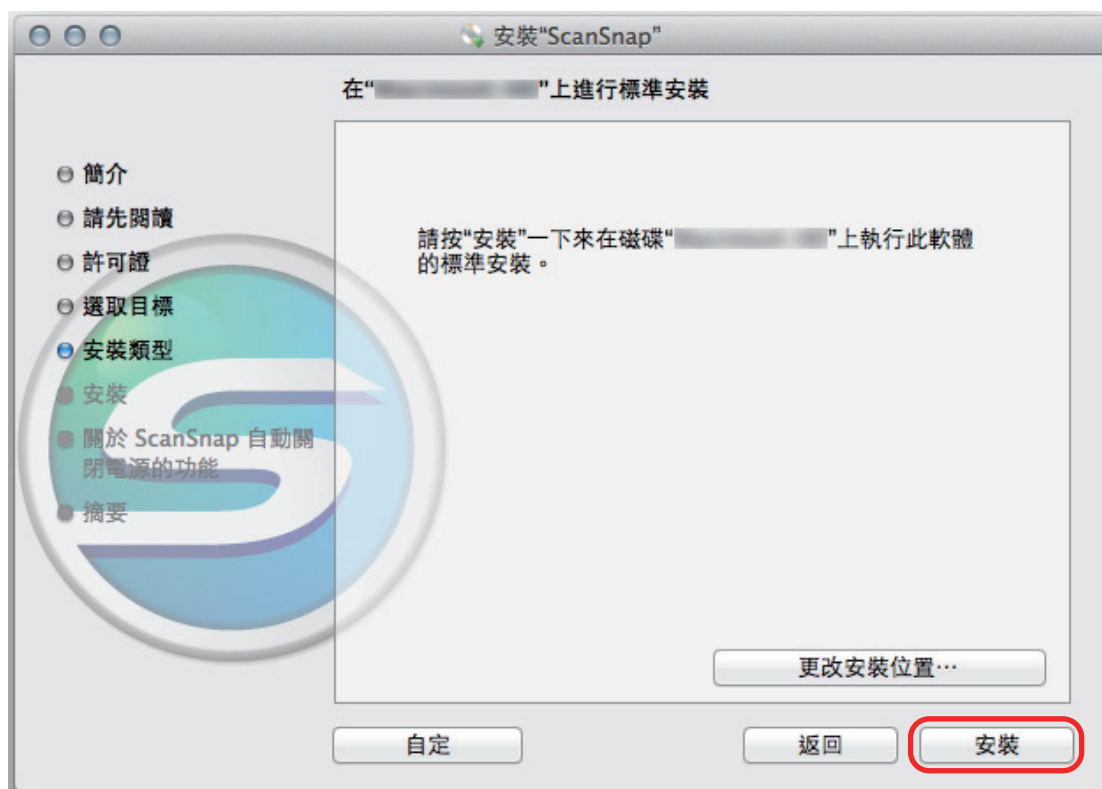 安裝“ScanSnap”
在“ ”上進行標準安裝
簡介
請先閱讀
許可證
選取目標
安裝類型
安裝
關於 ScanSnap 自動關
閉電源的功能
摘要
請按“安裝”一下來在磁碟“ ”上執行此軟體
的標準安裝。
更改安裝位置⋯
自定
返回
安裝